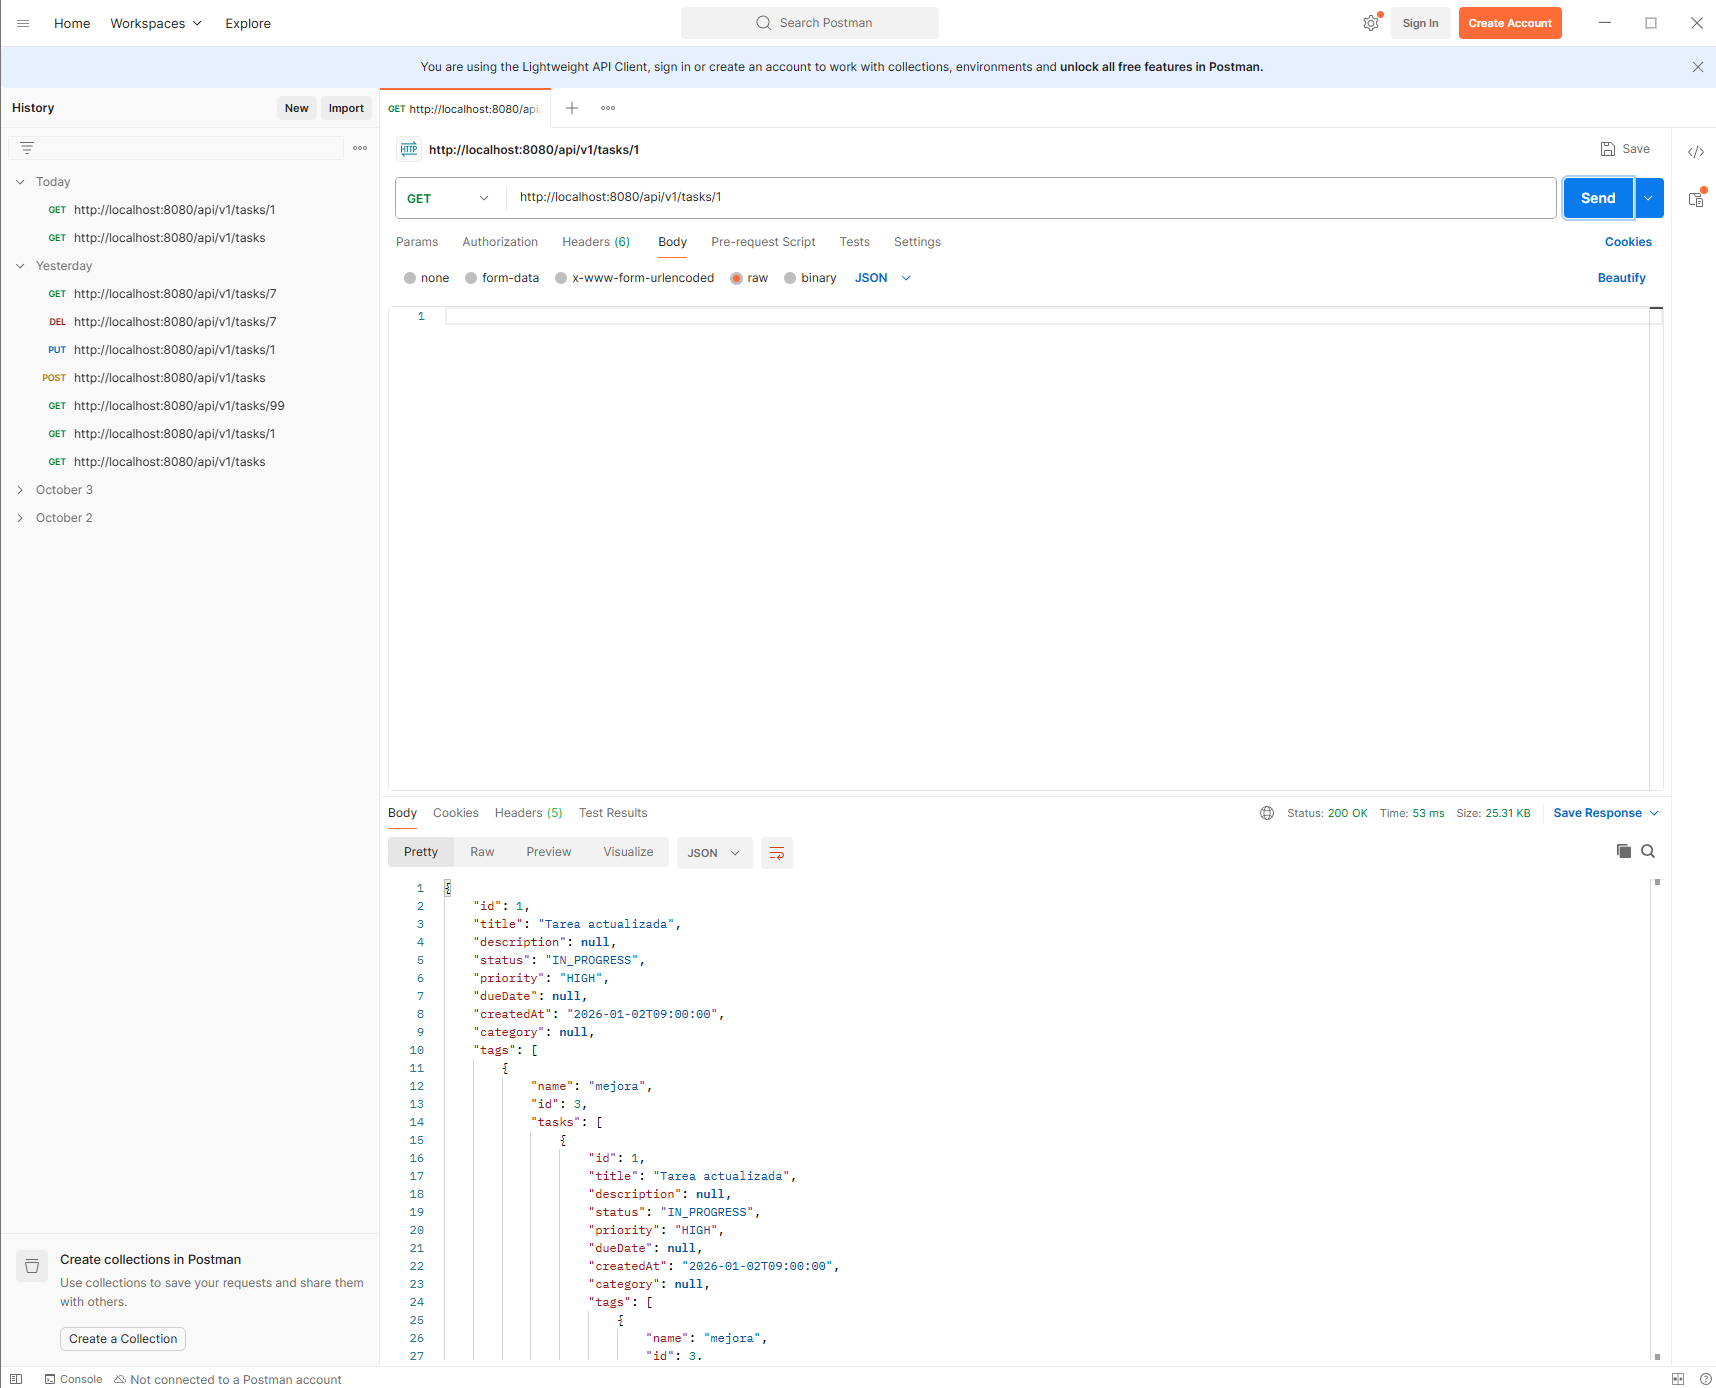 Home Workspaces Explore Search Postman Sign In Create Account
You are using the Lightweight API Client, sign in or create an account to work with collections, environments and unlock all free features in Postman.
History New Import
GET http://localhost:8080/api/
HTTP http://localhost:8080/api/v1/tasks/1 Save
Today
GET http://localhost:8080/api/v1/tasks/1
GET http://localhost:8080/api/v1/tasks
Yesterday
GET http://localhost:8080/api/v1/tasks/7
DEL http://localhost:8080/api/v1/tasks/7
PUT http://localhost:8080/api/v1/tasks/1
POST http://localhost:8080/api/v1/tasks
GET http://localhost:8080/api/v1/tasks/99
GET http://localhost:8080/api/v1/tasks/1
GET http://localhost:8080/api/v1/tasks
October 3
October 2
Create collections in Postman
Use collections to save your requests and share them
with others.
Create a Collection
GET http://localhost:8080/api/v1/tasks/1 Send
Params Authorization Headers (6) Body Pre-request Script Tests Settings Cookies
none form-data x-www-form-urlencoded raw binary JSON Beautify
1
Body Cookies Headers (5) Test Results Status: 200 OK Time: 53 ms Size: 25.31 KB Save Response
Pretty Raw Preview Visualize JSON
1 {
2 "id": 1,
3 "title": "Tarea actualizada",
4 "description": null,
5 "status": "IN_PROGRESS",
6 "priority": "HIGH",
7 "dueDate": null,
8 "createdAt": "2026-01-02T09:00:00",
9 "category": null,
10 "tags": [
11 {
12 "name": "mejora",
13 "id": 3,
14 "tasks": [
15 {
16 "id": 1,
17 "title": "Tarea actualizada",
18 "description": null,
19 "status": "IN_PROGRESS",
20 "priority": "HIGH",
21 "dueDate": null,
22 "createdAt": "2026-01-02T09:00:00",
23 "category": null,
24 "tags": [
25 {
26 "name": "mejora",
27 "id": 3,
Console Not connected to a Postman account